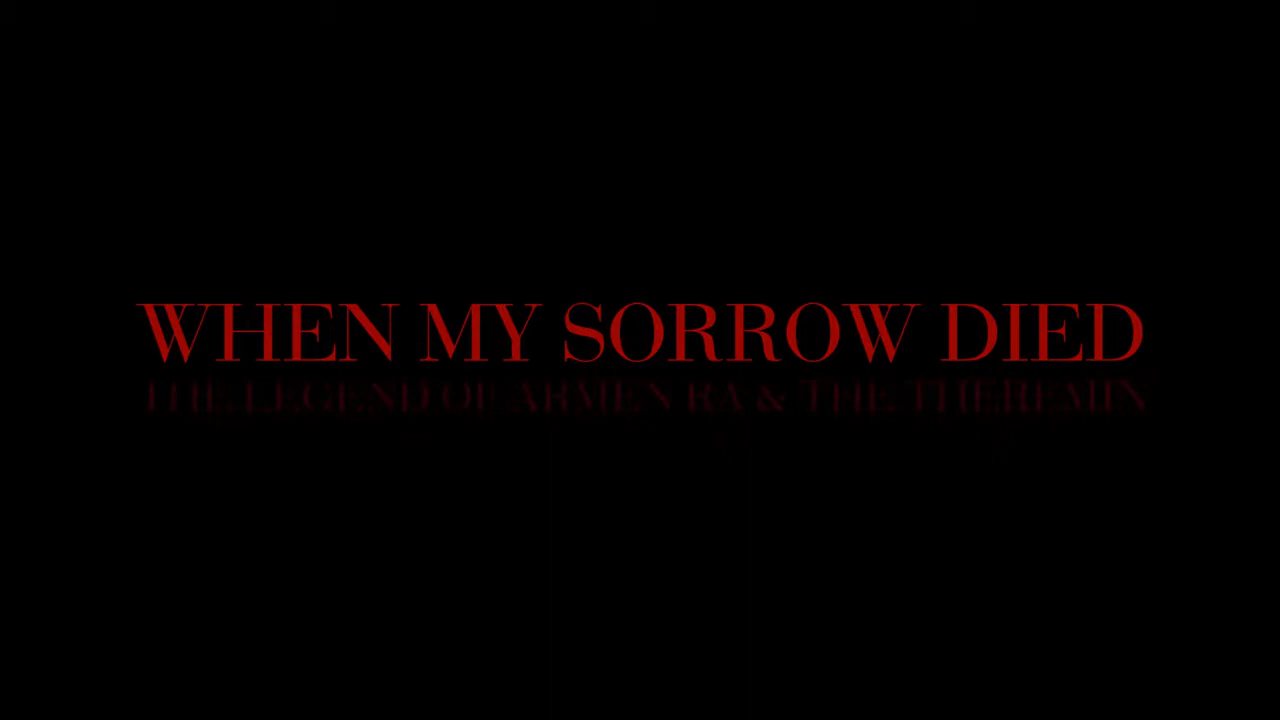 WHEN MY SORROW DIED
THE LEGEND OF ARMEN RA & THE THEREMIN